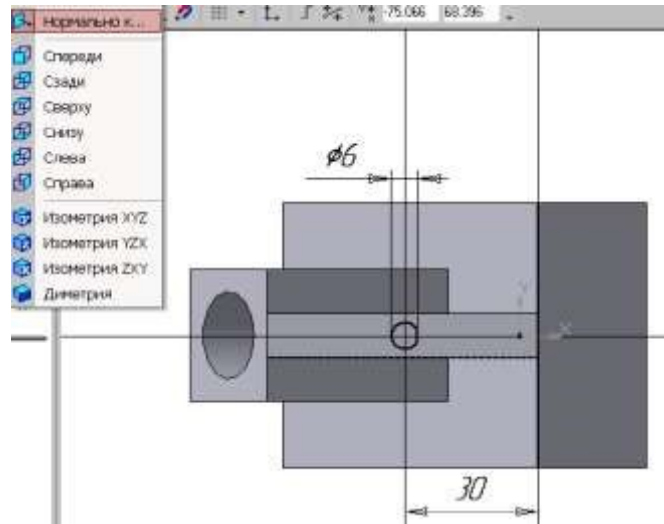 Нормально к...
-75.066 68.396
Спереди
Сзади
Сверху
Снизу
Слева
Справа
Изометрия XYZ
Изометрия YZX
Изометрия ZXY
Диметрия
ϕ6
Y
X
30